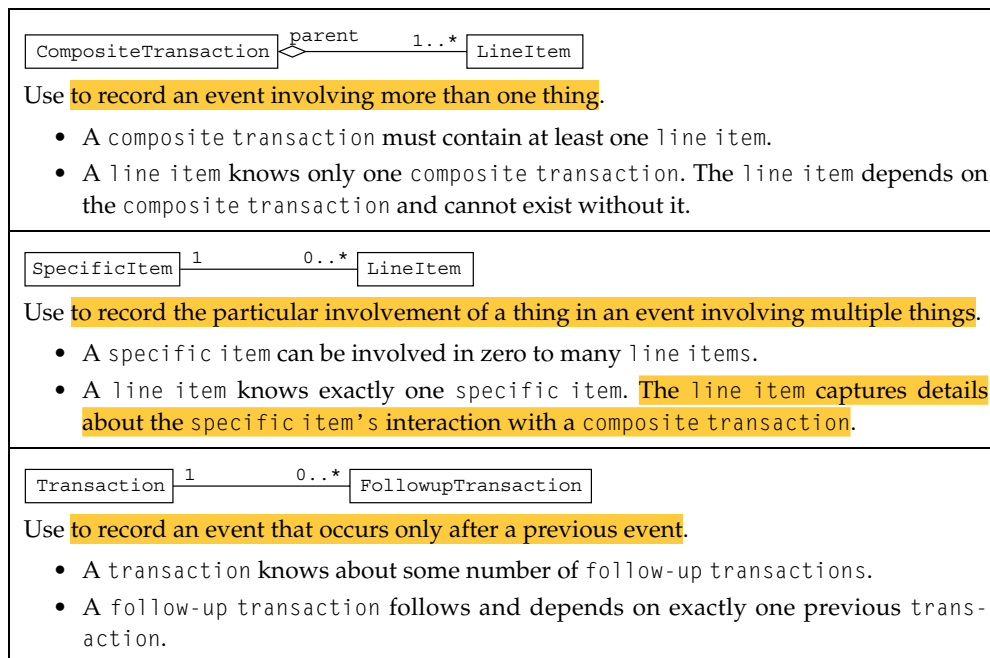 parent
CompositeTransaction 1..* LineItem
Use to record an event involving more than one thing.
• A composite transaction must contain at least one line item.
• A line item knows only one composite transaction. The line item depends on
the composite transaction and cannot exist without it.
SpecificItem 1 0..* LineItem
Use to record the particular involvement of a thing in an event involving multiple things.
• A specific item can be involved in zero to many line items.
• A line item knows exactly one specific item. The line item captures details
about the specific item's interaction with a composite transaction.
Transaction 1 0..* FollowupTransaction
Use to record an event that occurs only after a previous event.
• A transaction knows about some number of follow-up transactions.
• A follow-up transaction follows and depends on exactly one previous trans-
action.